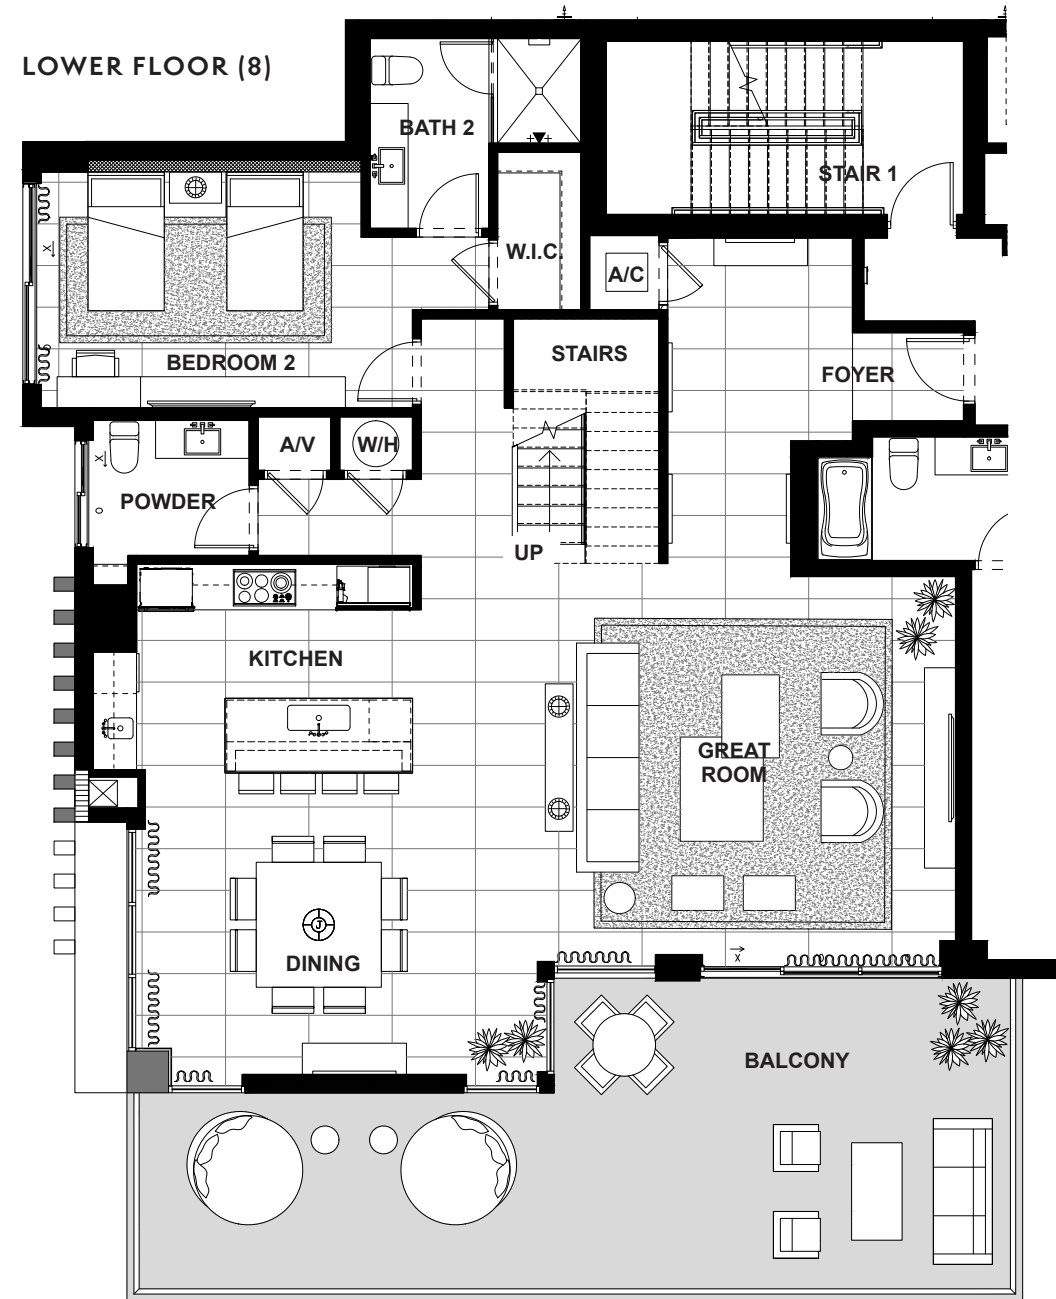 LOWER FLOOR (8)
BATH 2
STAIR 1
W.I.C.
A/C
STAIRS
BEDROOM 2
FOYER
A/V
W/H
POWDER
UP
KITCHEN
GREAT
ROOM
J
DINING
BALCONY
X
X
X